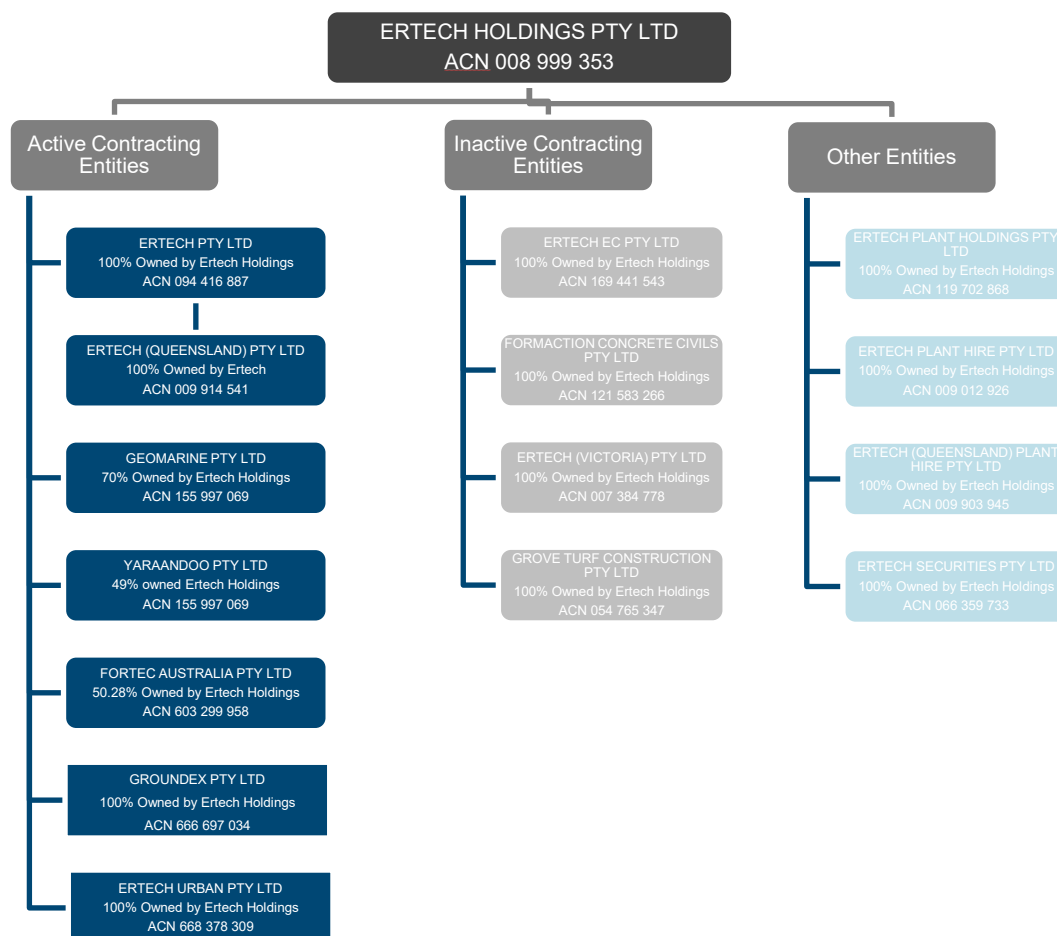 ERTECH HOLDINGS PTY LTD
ACN 008 999 353
Active Contracting
Entities
ERTECH PTY LTD
100% Owned by Ertech Holdings
ACN 094 416 887
ERTECH (QUEENSLAND) PTY LTD
100% Owned by Ertech
ACN 009 914 541
GEOMARINE PTY LTD
70% Owned by Ertech Holdings
ACN 155 997 069
YARAANDOO PTY LTD
49% owned Ertech Holdings
ACN 155 997 069
FORTEC AUSTRALIA PTY LTD
50.28% Owned by Ertech Holdings
ACN 603 299 958
GROUNDEX PTY LTD
100% Owned by Ertech Holdings
ACN 666 697 034
ERTECH URBAN PTY LTD
100% Owned by Ertech Holdings
ACN 668 378 309
Inactive Contracting
Entities
ERTECH EC PTY LTD
100% Owned by Ertech Holdings
ACN 169 441 543
FORMACTION CONCRETE CIVILS
PTY LTD
100% Owned by Ertech Holdings
ACN 121 583 266
ERTECH (VICTORIA) PTY LTD
100% Owned by Ertech Holdings
ACN 007 384 778
GROVE TURF CONSTRUCTION
PTY LTD
100% Owned by Ertech Holdings
ACN 054 765 347
Other Entities
ERTECH PLANT HOLDINGS PTY
LTD
100% Owned by Ertech Holdings
ACN 119 702 868
ERTECH PLANT HIRE PTY LTD
100% Owned by Ertech Holdings
ACN 009 012 926
ERTECH (QUEENSLAND) PLANT
HIRE PTY LTD
100% Owned by Ertech Holdings
ACN 009 903 945
ERTECH SECURITIES PTY LTD
100% Owned by Ertech Holdings
ACN 066 359 733